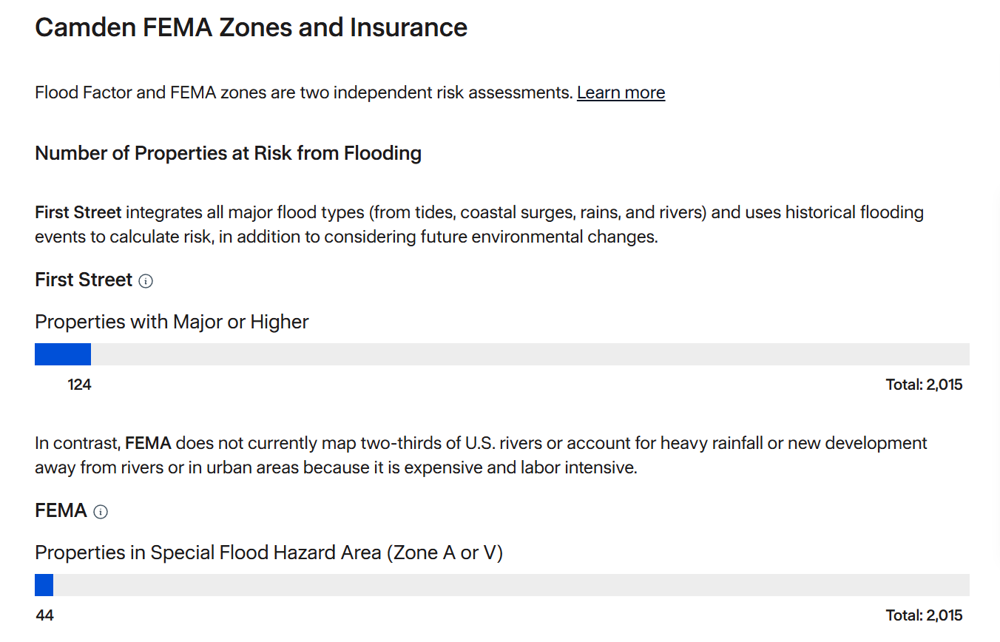 Camden FEMA Zones and Insurance
Flood Factor and FEMA zones are two independent risk assessments. Learn more
Number of Properties at Risk from Flooding
First Street integrates all major flood types (from tides, coastal surges, rains, and rivers) and uses historical flooding
events to calculate risk, in addition to considering future environmental changes.
First Street
Properties with Major or Higher
124 Total: 2,015
In contrast, FEMA does not currently map two-thirds of U.S. rivers or account for heavy rainfall or new development
away from rivers or in urban areas because it is expensive and labor intensive.
FEMA
Properties in Special Flood Hazard Area (Zone A or V)
44 Total: 2,015